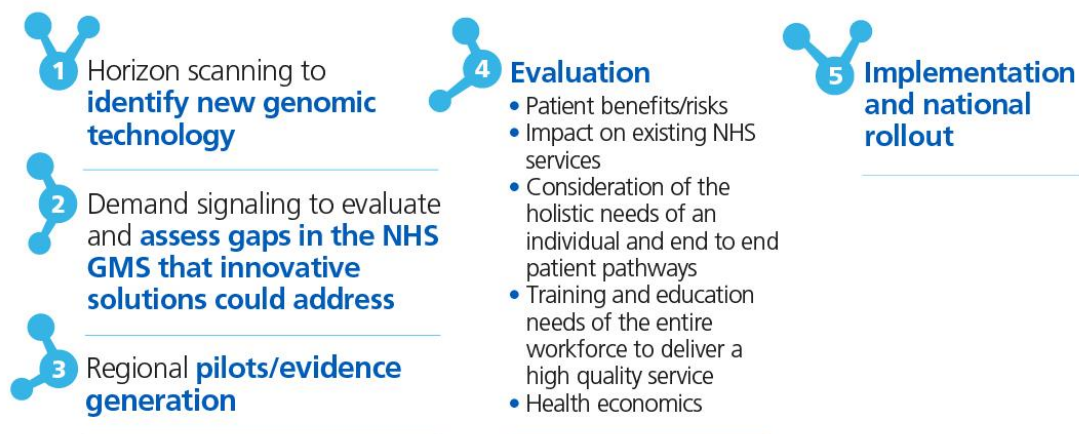 1 Horizon scanning to
identify new genomic
technology
2 Demand signaling to evaluate
and assess gaps in the NHS
GMS that innovative
solutions could address
3 Regional pilots/evidence
generation
4 Evaluation
• Patient benefits/risks
• Impact on existing NHS
services
• Consideration of the
holistic needs of an
individual and end to end
patient pathways
• Training and education
needs of the entire
workforce to deliver a
high quality service
• Health economics
5 Implementation
and national
rollout